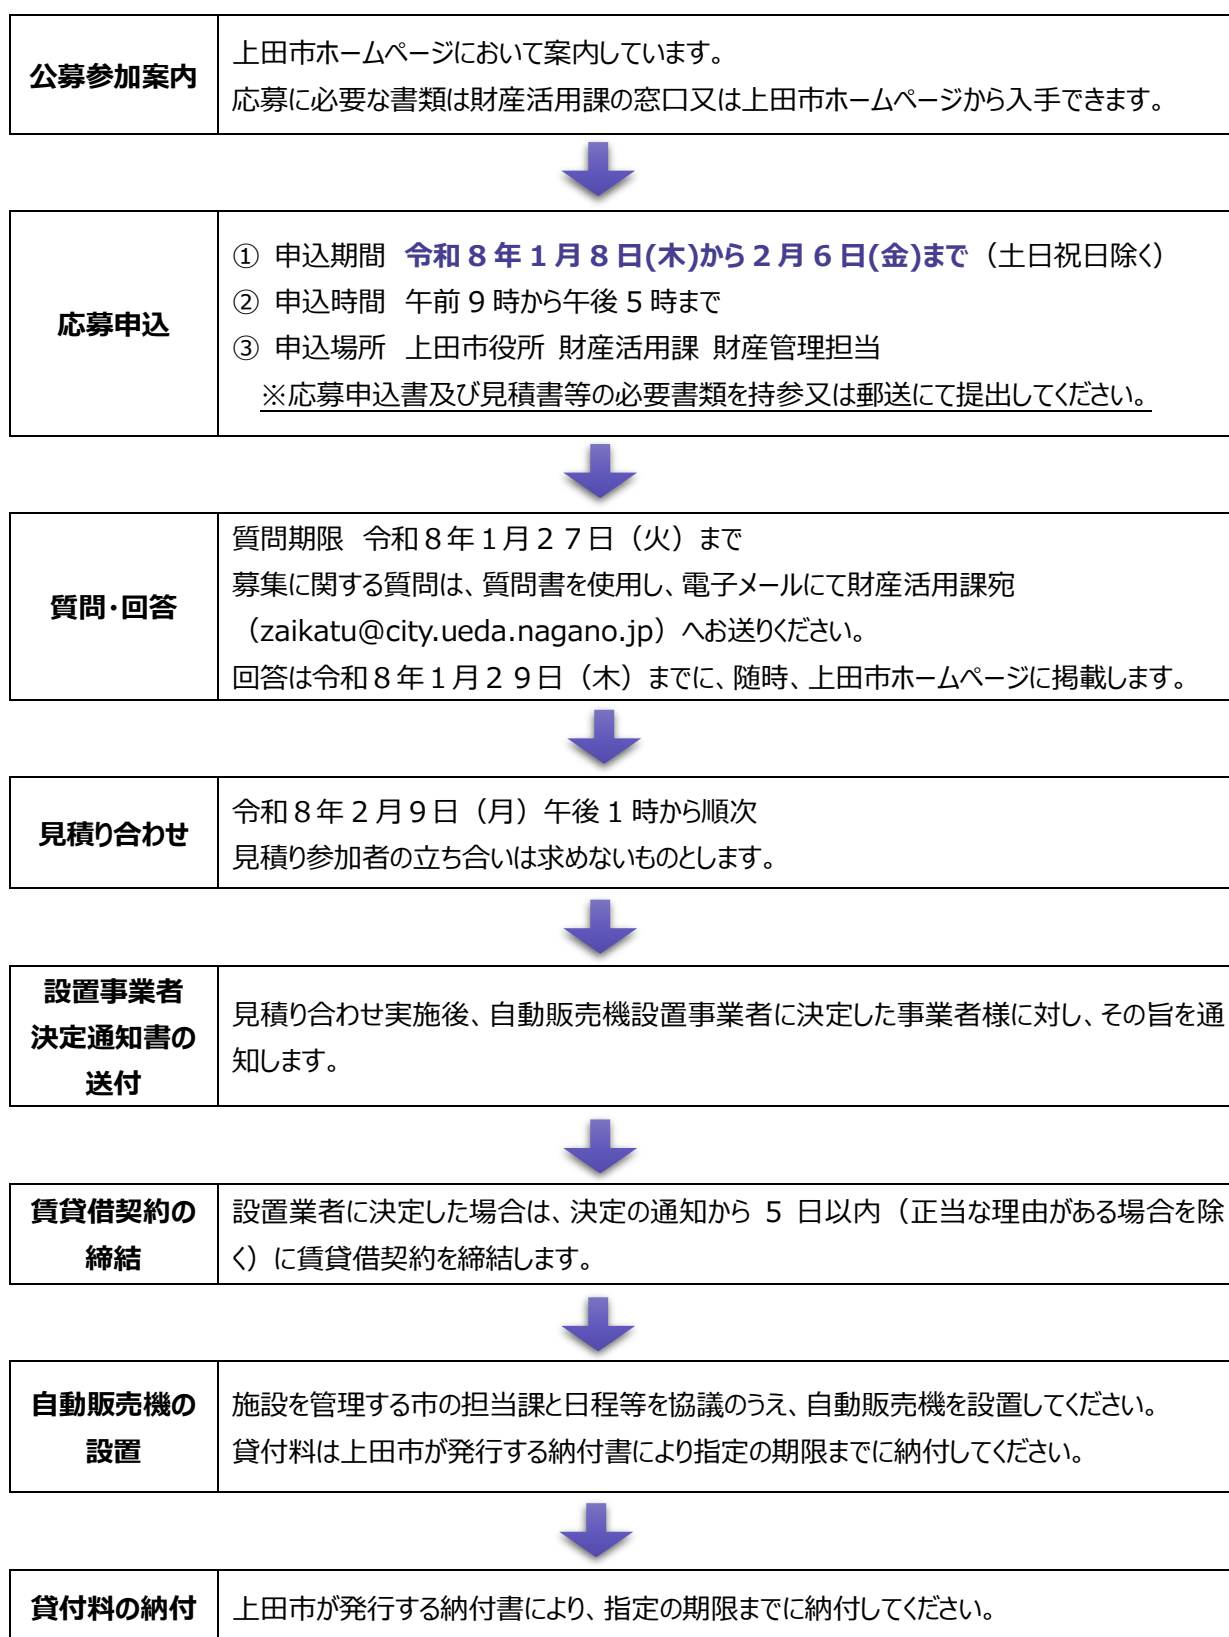 公募参加案内
上田市ホームページにおいて案内しています。
応募に必要な書類は財産活用課の窓口又は上田市ホームページから入手できます。
応募申込
① 申込期間 令和８年１月８日(木)から２月６日(金)まで（土日祝日除く）
② 申込時間 午前９時から午後５時まで
③ 申込場所 上田市役所 財産活用課 財産管理担当
※応募申込書及び見積書等の必要書類を持参又は郵送にて提出してください。
質問・回答
質問期限 令和８年１月２７日（火）まで
募集に関する質問は、質問書を使用し、電子メールにて財産活用課宛
（zaikatu@city.ueda.nagano.jp）へお送りください。
回答は令和８年１月２９日（木）までに、随時、上田市ホームページに掲載します。
見積り合わせ
令和８年２月９日（月）午後１時から順次
見積り参加者の立ち合いは求めないものとします。
設置事業者
決定通知書の
送付
見積り合わせ実施後、自動販売機設置事業者に決定した事業者様に対し、その旨を通
知します。
賃貸借契約の
締結
設置業者に決定した場合は、決定の通知から 5 日以内（正当な理由がある場合を除
く）に賃貸借契約を締結します。
自動販売機の
設置
施設を管理する市の担当課と日程等を協議のうえ、自動販売機を設置してください。
貸付料は上田市が発行する納付書により指定の期限までに納付してください。
貸付料の納付
上田市が発行する納付書により、指定の期限までに納付してください。